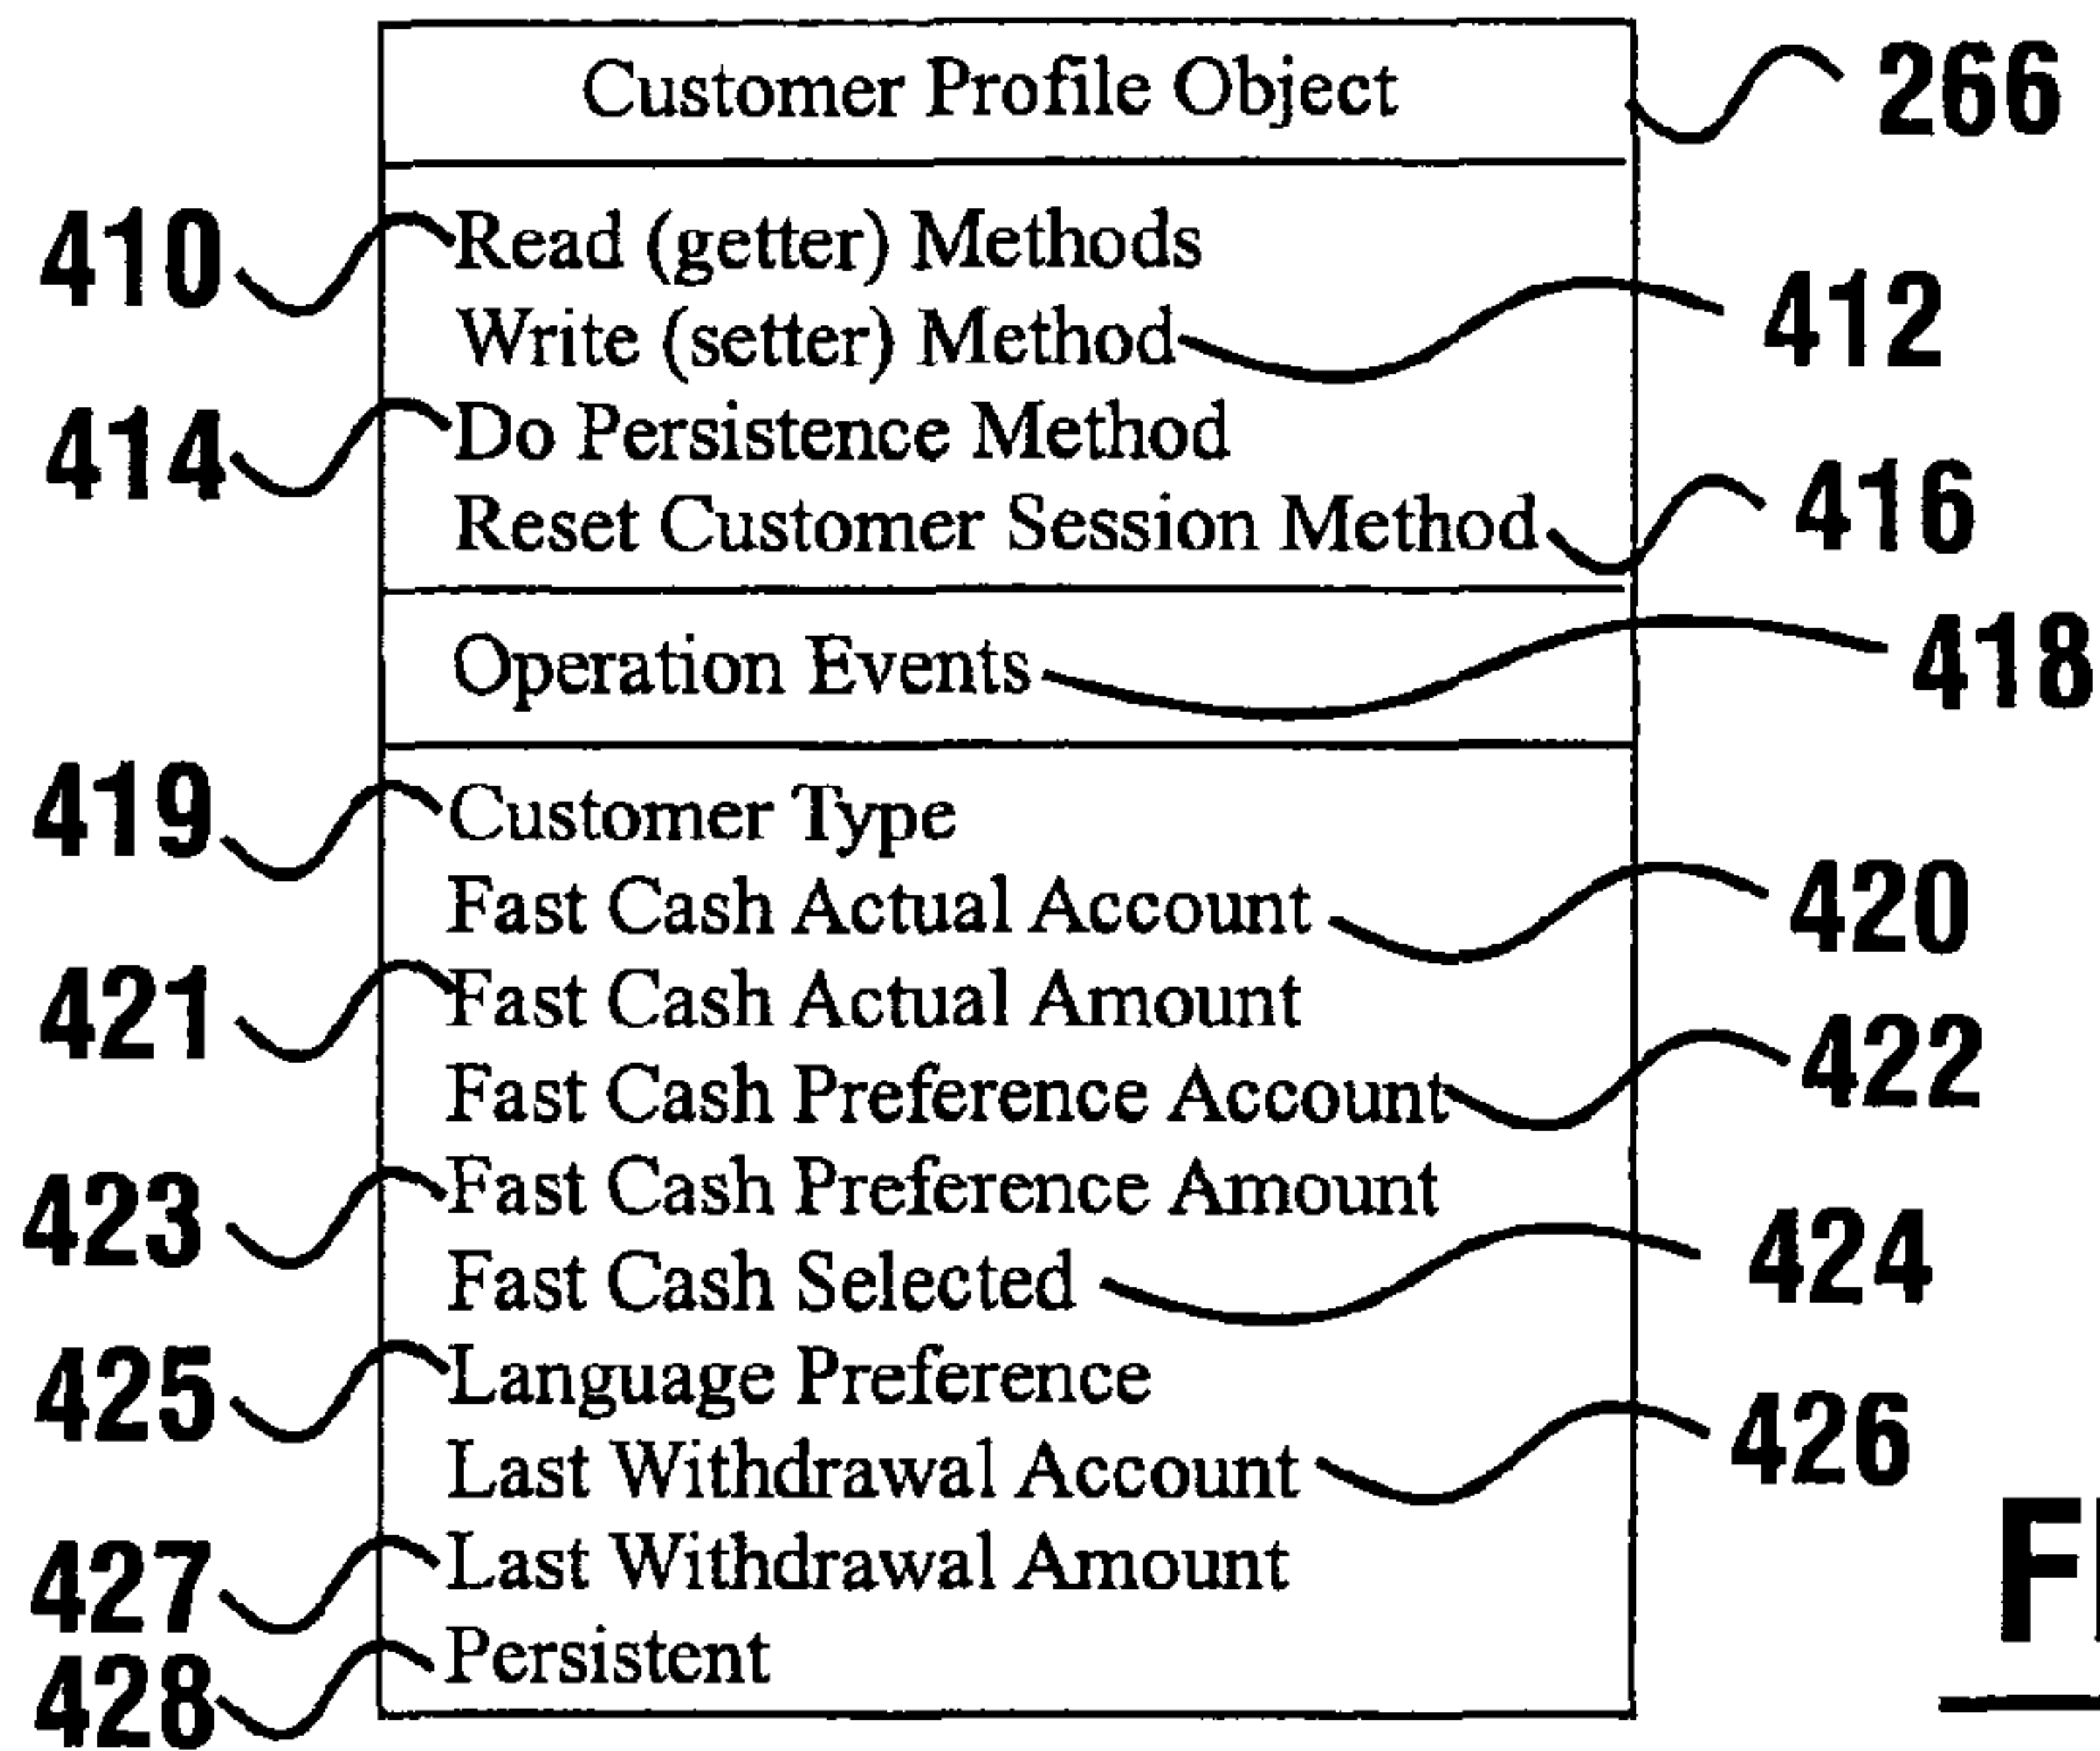 Customer Profile Object 266
410 Read (getter) Methods
Write (setter) Method 412
414 Do Persistence Method
Reset Customer Session Method 416
Operation Events 418
419 Customer Type
Fast Cash Actual Account 420
421 Fast Cash Actual Amount
Fast Cash Preference Account 422
423 Fast Cash Preference Amount
Fast Cash Selected 424
425 Language Preference
Last Withdrawal Account 426
427 Last Withdrawal Amount
428 Persistent